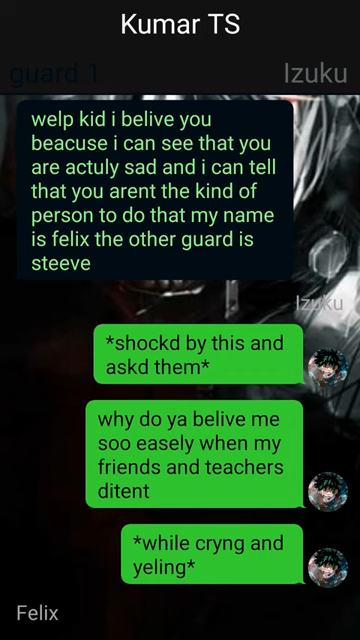 Kumar TS
guard 1
Izuku
welp kid i belive you
beacuse i can see that you
are actuly sad and i can tell
that you arent the kind of
person to do that my name
is felix the other guard is
steeve
Izuku
*shockd by this and
askd them*
why do ya belive me
soo easely when my
friends and teachers
ditent
*while cryng and
yeling*
Felix